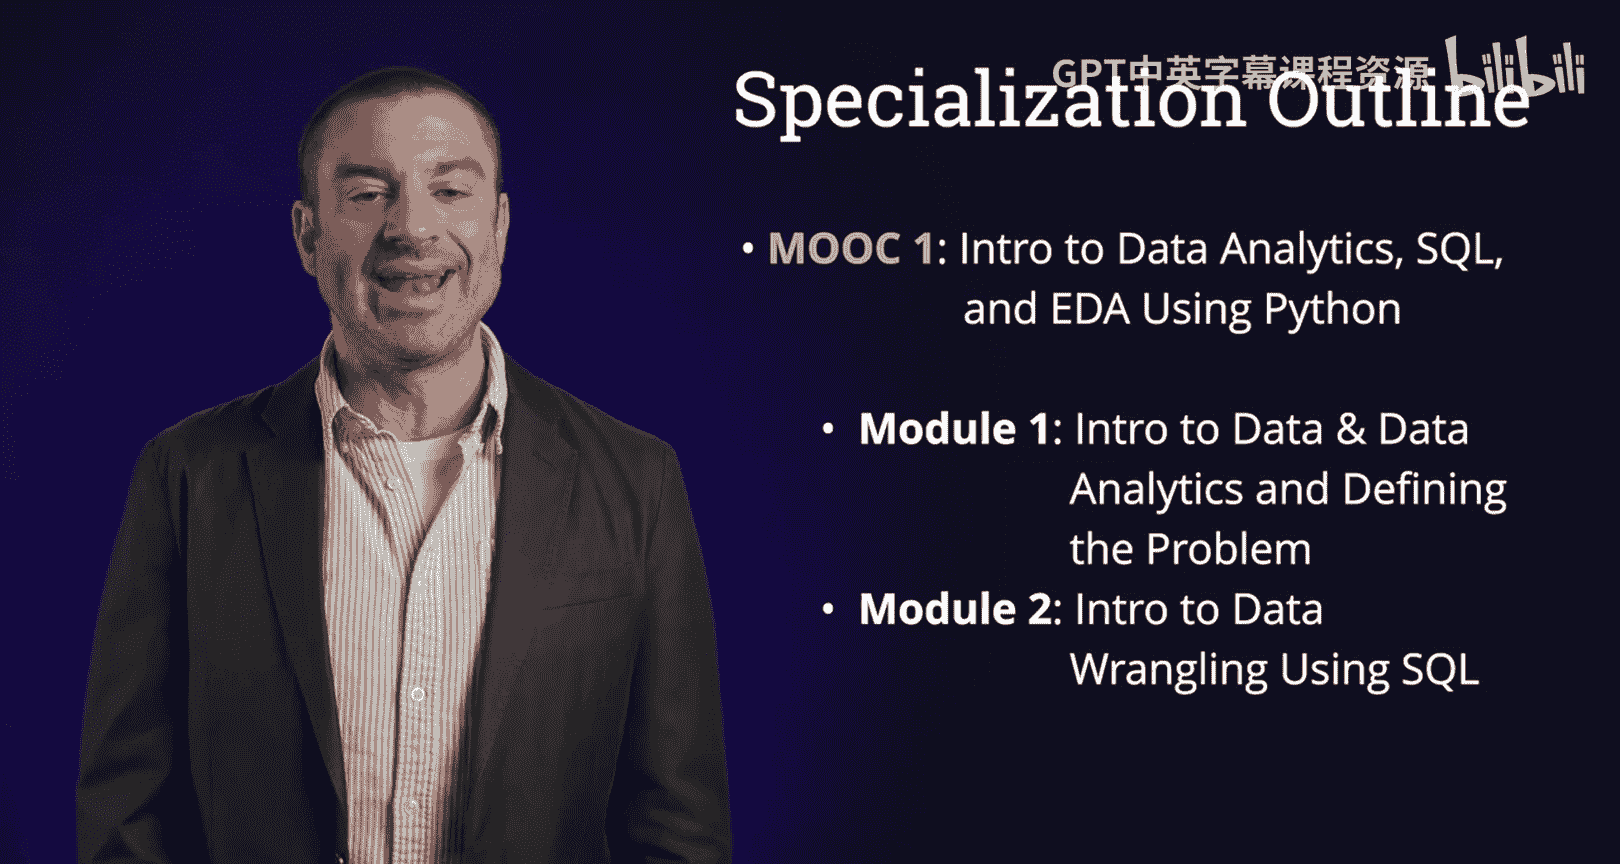 GPT中英字幕课程资源 bilibili
Specialization Outline
• MOOC 1: Intro to Data Analytics, SQL,
and EDA Using Python
• Module 1: Intro to Data & Data
Analytics and Defining
the Problem
• Module 2: Intro to Data
Wrangling Using SQL